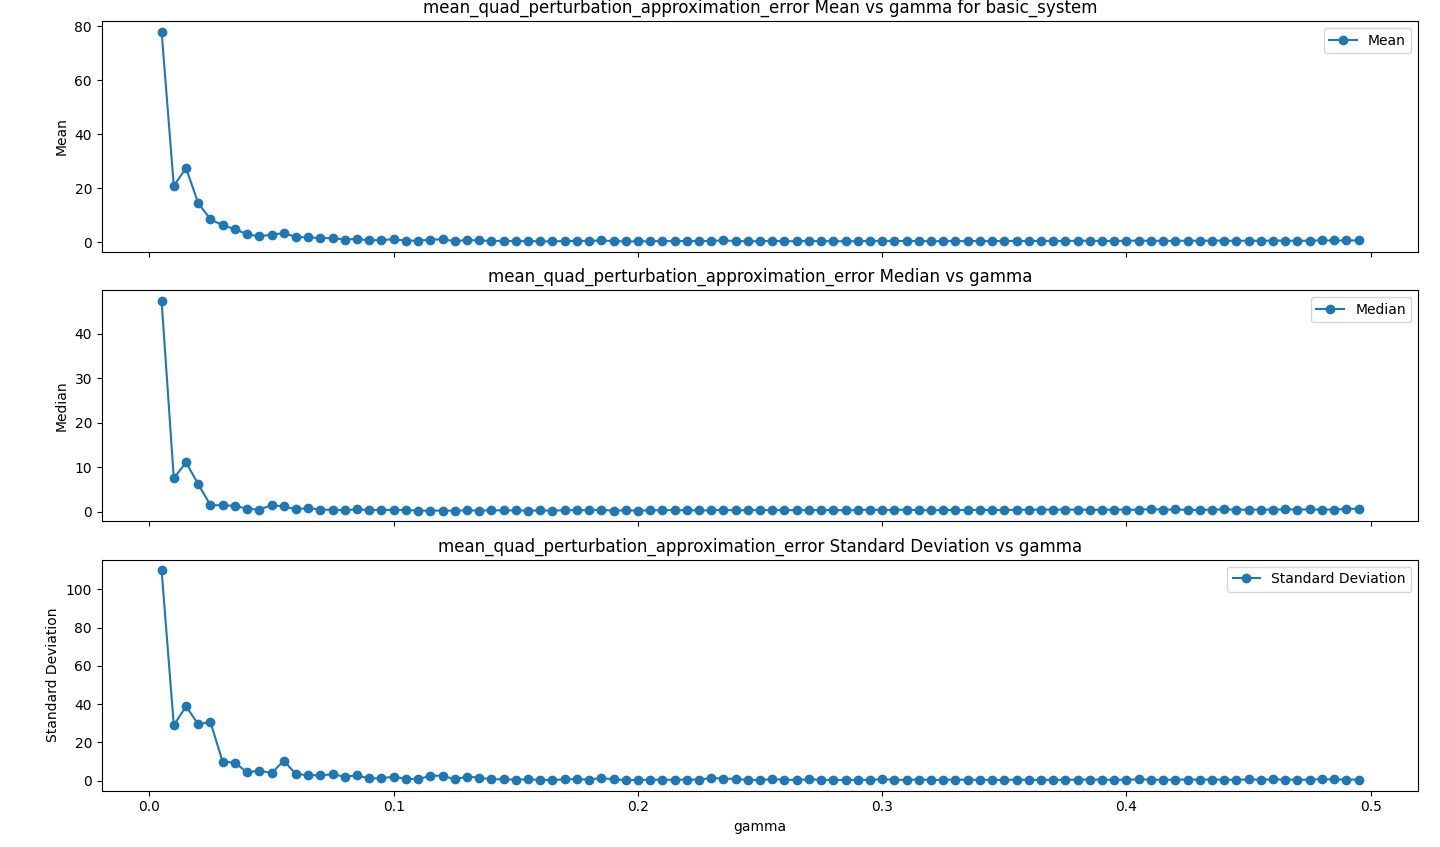 mean_quad_perturbation_approximation_error Mean vs gamma for basic_system
80
60
40
20
0
Mean
Mean
mean_quad_perturbation_approximation_error Median vs gamma
40
30
20
10
0
Median
Median
mean_quad_perturbation_approximation_error Standard Deviation vs gamma
100
80
60
40
20
0
Standard Deviation
Standard Deviation
0.0 0.1 0.2 0.3 0.4 0.5
gamma